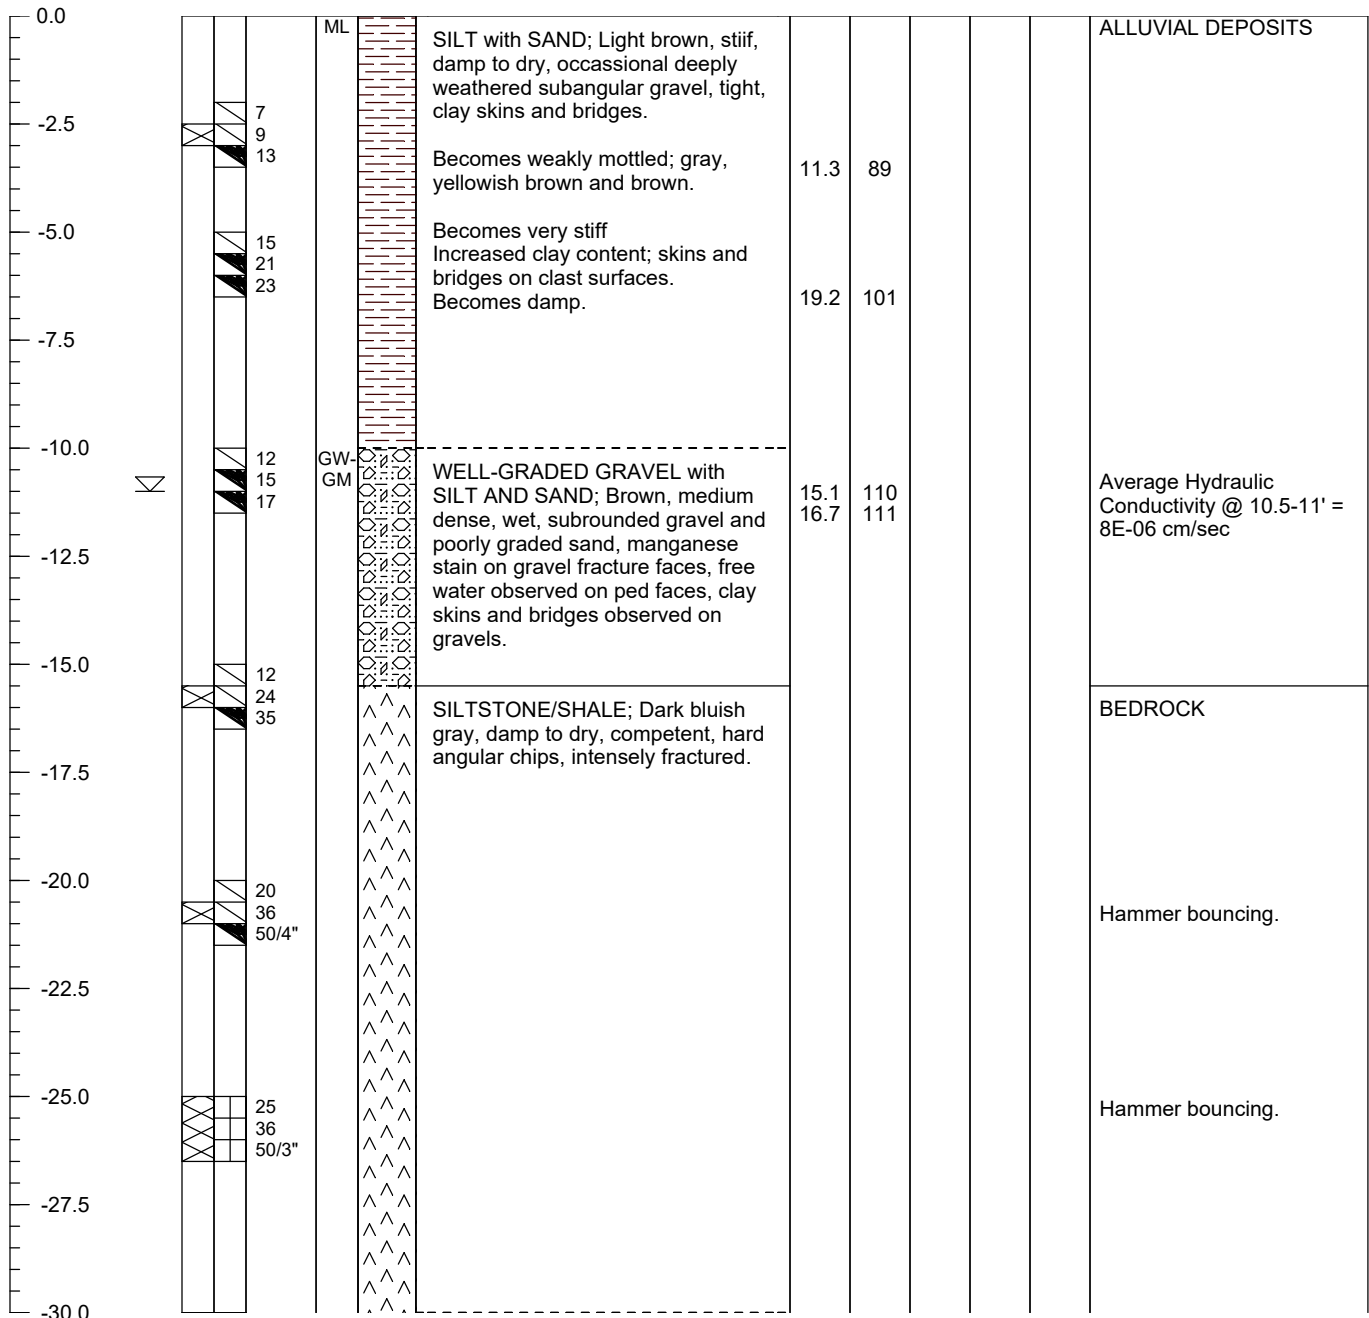 0.0
ML
SILT with SAND; Light brown, stiif,
damp to dry, occassional deeply
weathered subangular gravel, tight,
clay skins and bridges.
ALLUVIAL DEPOSITS
7
-2.5
9
13
Becomes weakly mottled; gray,
yellowish brown and brown.
11.3 89
-5.0
15
21
23
Becomes very stiff
Increased clay content; skins and
bridges on clast surfaces.
Becomes damp.
19.2 101
-7.5
-10.0
12
15
17
GW-
GM
WELL-GRADED GRAVEL with
SILT AND SAND; Brown, medium
dense, wet, subrounded gravel and
poorly graded sand, manganese
stain on gravel fracture faces, free
water observed on ped faces, clay
skins and bridges observed on
gravels.
15.1 110
16.7 111
Average Hydraulic
Conductivity @ 10.5-11' =
8E-06 cm/sec
-12.5
-15.0
12
24
35
SILTSTONE/SHALE; Dark bluish
gray, damp to dry, competent, hard
angular chips, intensely fractured.
BEDROCK
-17.5
-20.0
20
36
50/4"
Hammer bouncing.
-22.5
-25.0
25
36
50/3"
Hammer bouncing.
-27.5
-30.0